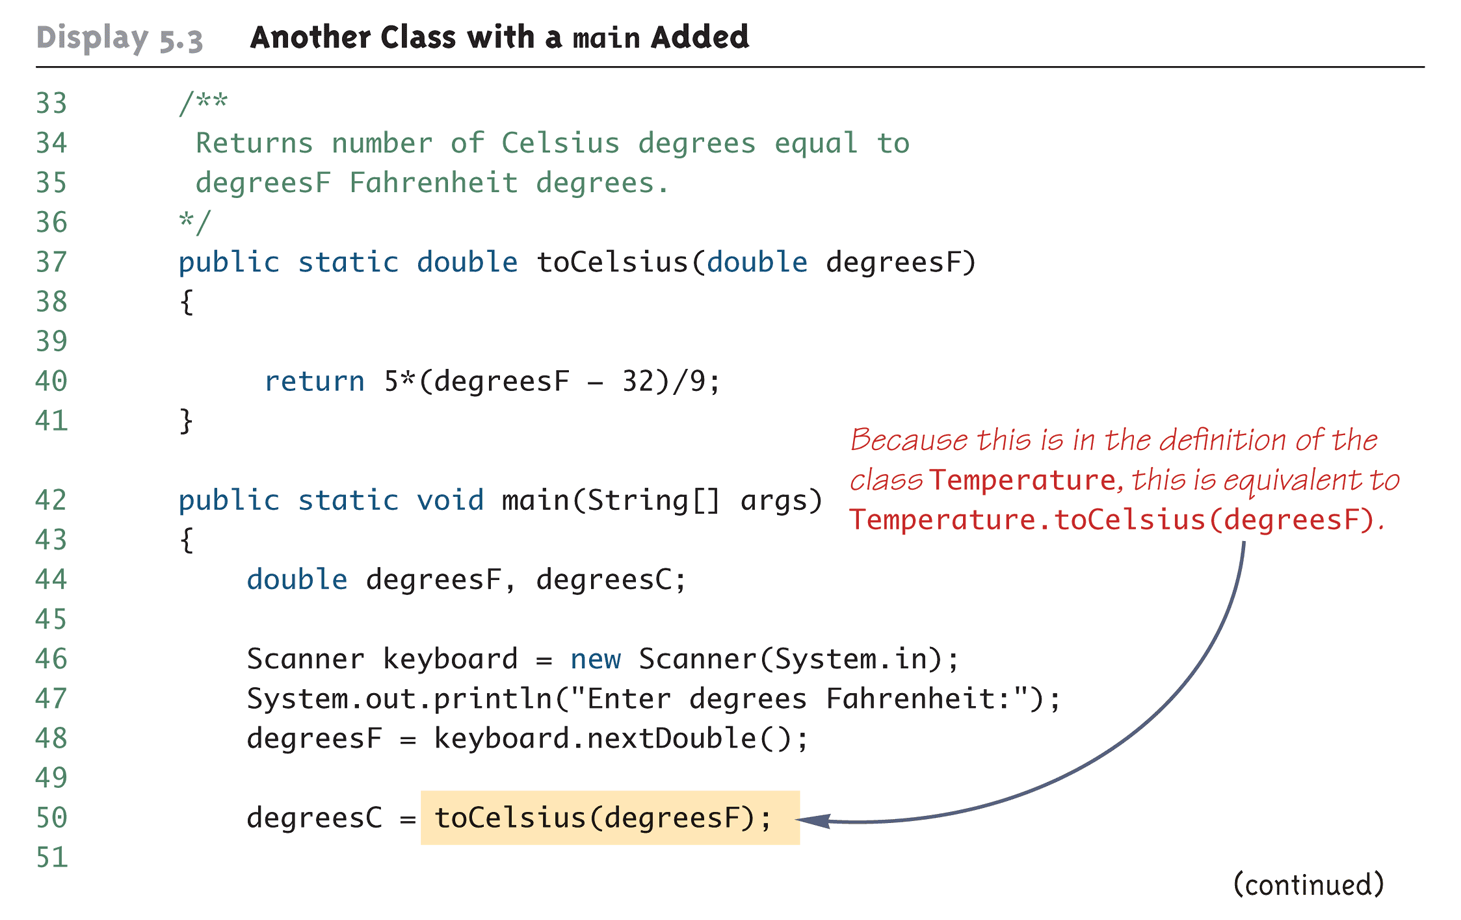 Display 5.3 Another Class with a main Added
33 /**
34 Returns number of Celsius degrees equal to
35 degreesF Fahrenheit degrees.
36 */
37 public static double toCelsius(double degreesF)
38 {
39
40 return 5*(degreesF – 32)/9;
41 }
Because this is in the definition of the
class Temperature, this is equivalent to
Temperature.toCelsius(degreesF).
42 public static void main(String[] args)
43 {
44 double degreesF, degreesC;
45
46 Scanner keyboard = new Scanner(System.in);
47 System.out.println("Enter degrees Fahrenheit:");
48 degreesF = keyboard.nextDouble();
49
50 degreesC = toCelsius(degreesF);
51
(continued)